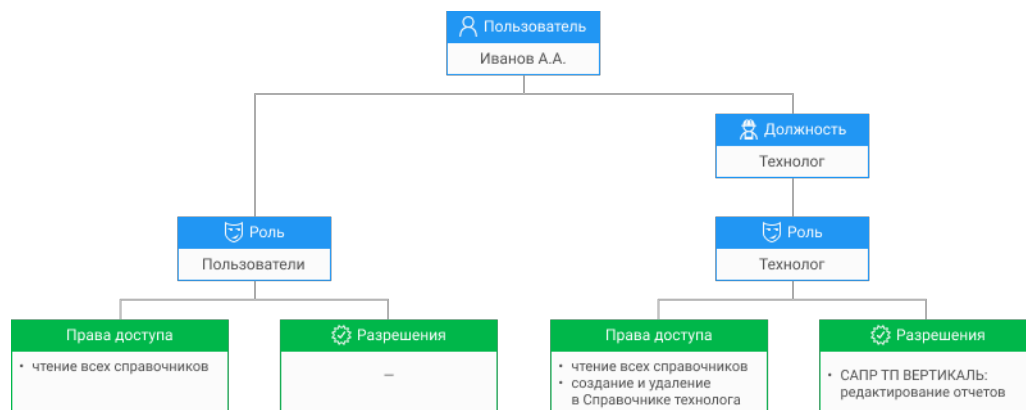 Пользователь
Иванов А.А.
Должность
Технолог
Роль
Пользователи
Роль
Технолог
Права доступа
• чтение всех справочников
Разрешения
—
Права доступа
• чтение всех справочников
• создание и удаление
в Справочнике технолога
Разрешения
• САПР ТП ВЕРТИКАЛЬ:
редактирование отчетов